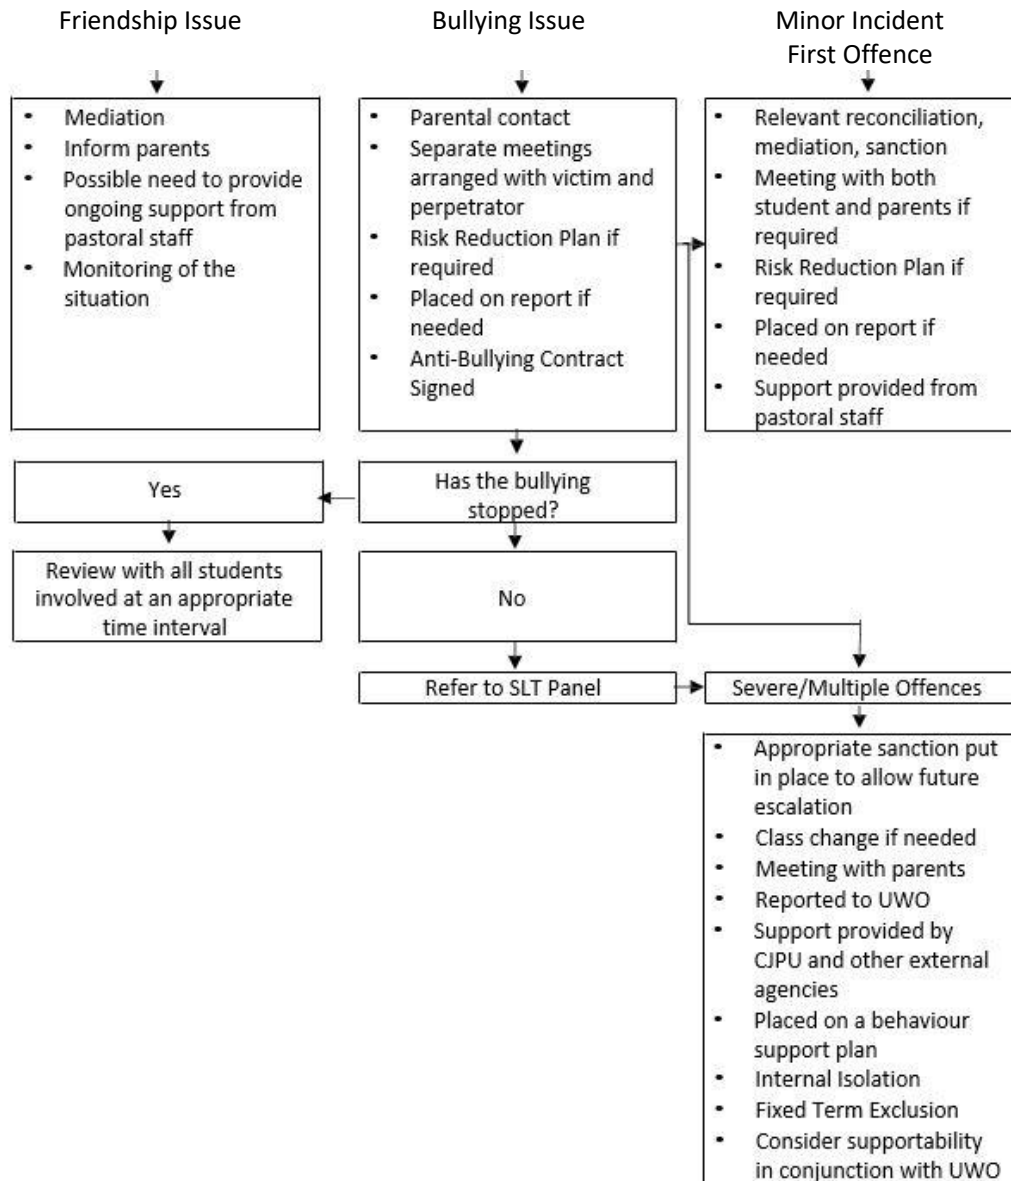 Friendship Issue
Bullying Issue
Minor Incident
First Offence
• Mediation
• Inform parents
• Possible need to provide
ongoing support from
pastoral staff
• Monitoring of the
situation
• Parental contact
• Separate meetings
arranged with victim and
perpetrator
• Risk Reduction Plan if
required
• Placed on report if
needed
• Anti-Bullying Contract
Signed
• Relevant reconciliation,
mediation, sanction
• Meeting with both
student and parents if
required
• Risk Reduction Plan if
required
• Placed on report if
needed
• Support provided from
pastoral staff
Has the bullying
stopped?
Yes
Review with all students
involved at an appropriate
time interval
No
Refer to SLT Panel
Severe/Multiple Offences
• Appropriate sanction put
in place to allow future
escalation
• Class change if needed
• Meeting with parents
• Reported to UWO
• Support provided by
CJPU and other external
agencies
• Placed on a behaviour
support plan
• Internal Isolation
• Fixed Term Exclusion
• Consider supportability
in conjunction with UWO